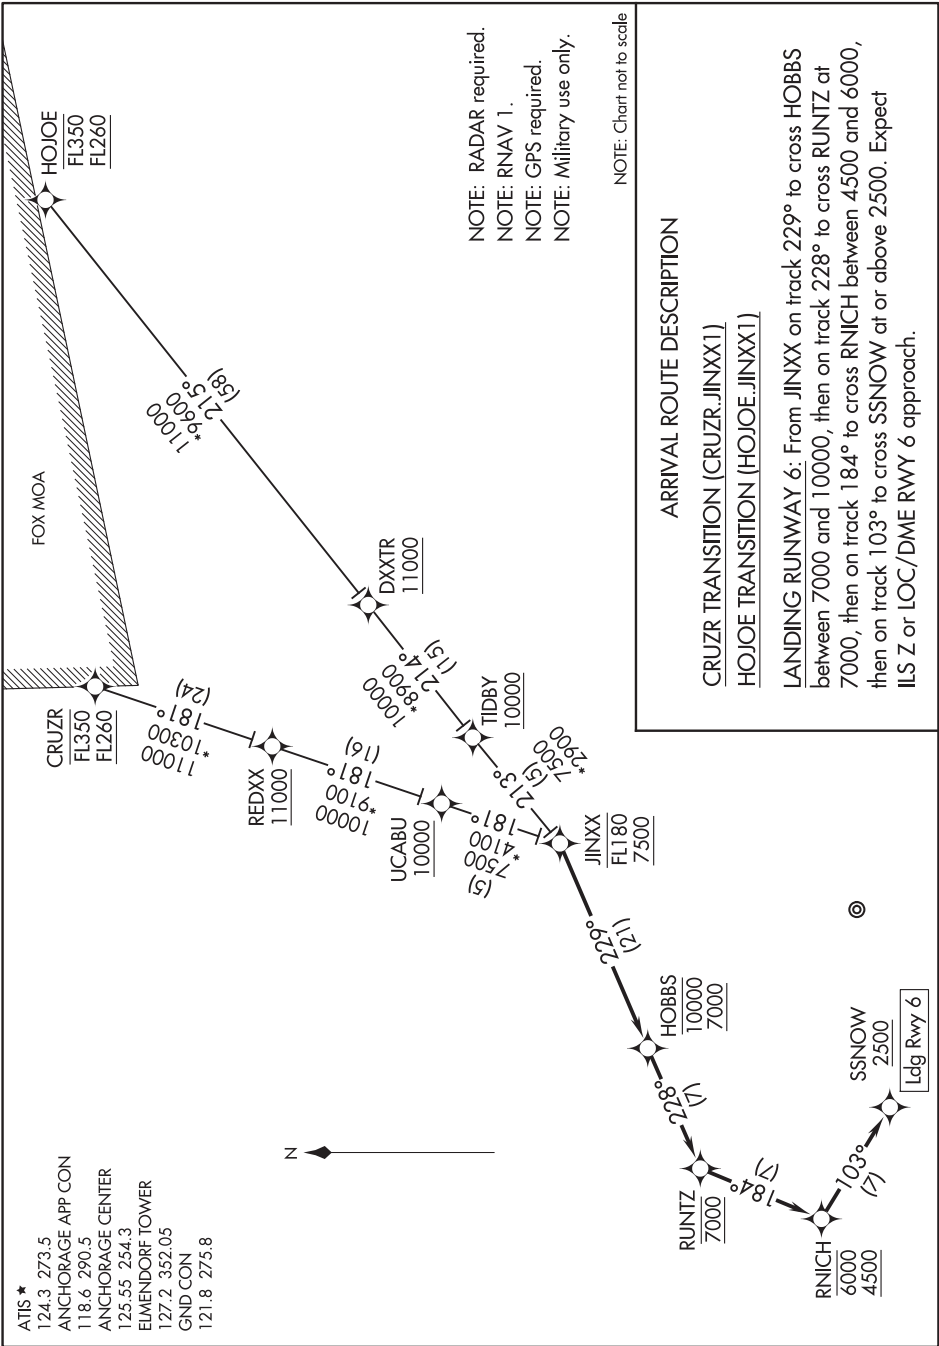 ATIS ★
124.3 273.5
ANCHORAGE APP CON
118.6 290.5
ANCHORAGE CENTER
125.55 254.3
ELMENDORF TOWER
127.2 352.05
GND CON
121.8 275.8
N
FOX MOA
CRUZR
FL350
FL260
HOJOE
FL350
FL260
11000
*10300
181°
(24)
REDXX
11000
10000
*9100
181°
(16)
UCABU
10000
(5)
7500
*4100
181°
11000
*9600
215°
(58)
DXXTR
11000
10000
*8900
214°
(15)
TIDBY
10000
213°
(5)
7500
*2900
JINXX
FL180
7500
229°
(21)
HOBBS
10000
7000
228°
(7)
RUNTZ
7000
184°
(7)
RNICH
6000
4500
103°
(7)
SSNOW
2500
Ldg Rwy 6
NOTE: RADAR required.
NOTE: RNAV 1.
NOTE: GPS required.
NOTE: Military use only.
NOTE: Chart not to scale
ARRIVAL ROUTE DESCRIPTION
CRUZR TRANSITION (CRUZR.JINXX1)
HOJOE TRANSITION (HOJOE.JINXX1)
LANDING RUNWAY 6: From JINXX on track 229° to cross HOBBS
between 7000 and 10000, then on track 228° to cross RUNTZ at
7000, then on track 184° to cross RNICH between 4500 and 6000,
then on track 103° to cross SSNOW at or above 2500. Expect
ILS Z or LOC/DME RWY 6 approach.